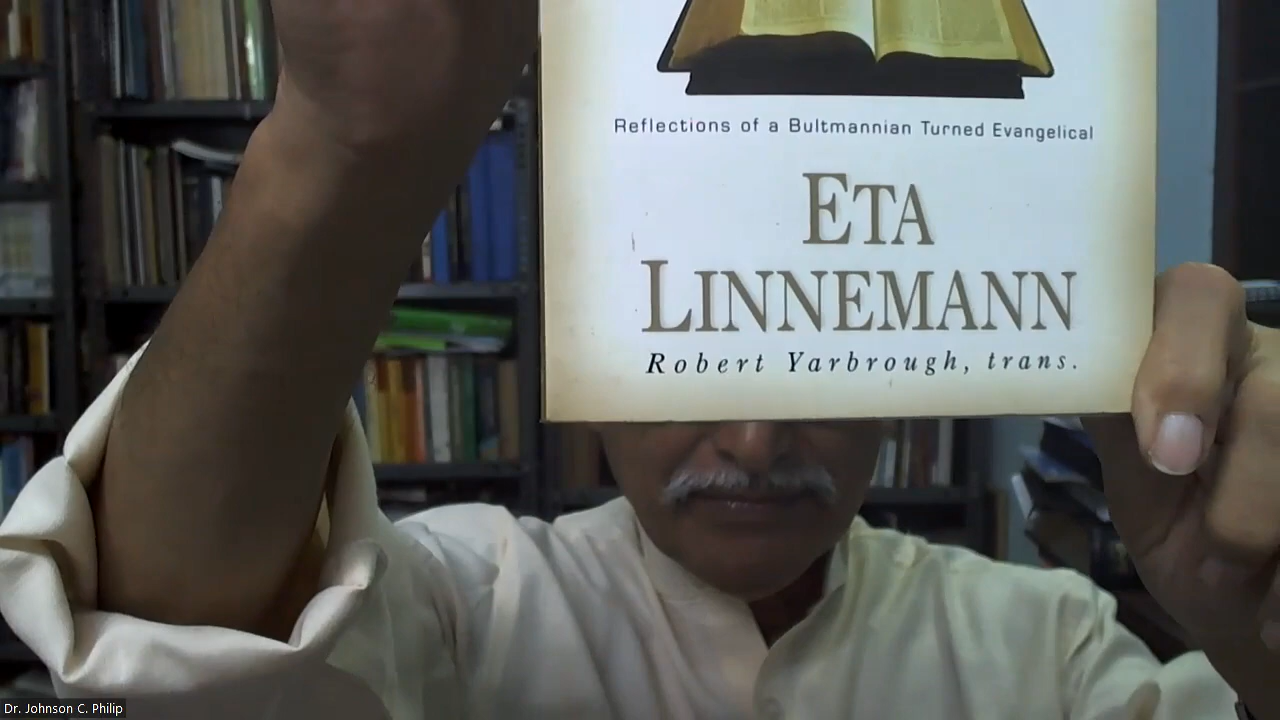 Reflections of a Bultmannian Turned Evangelical
ETA
LINNEMANN
Robert Yarbrough, trans.
Dr. Johnson C. Philip